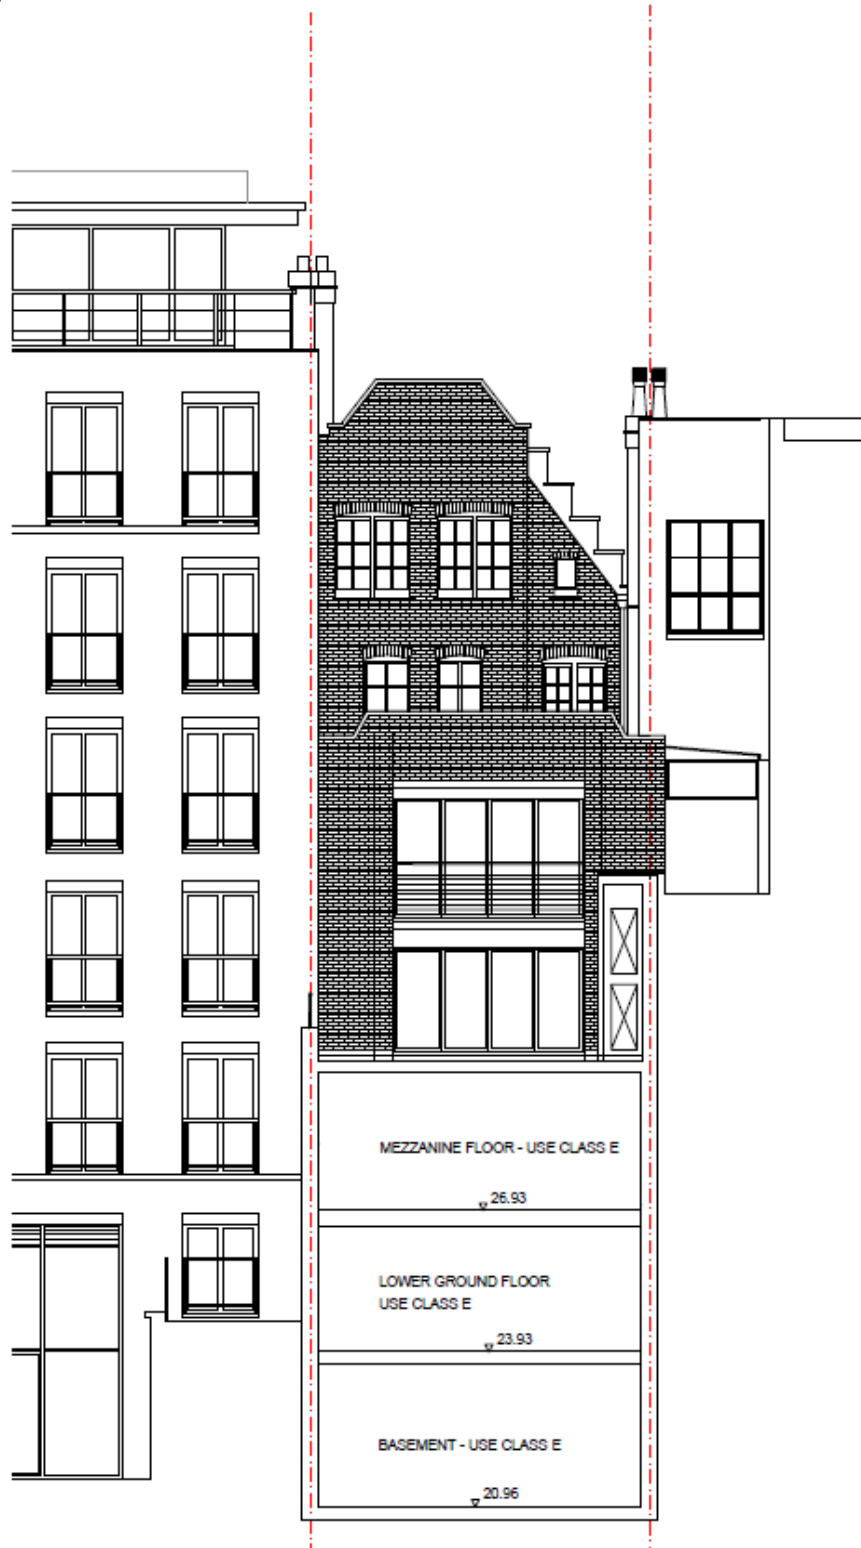 MEZZANINE FLOOR - USE CLASS E
26.93
LOWER GROUND FLOOR
USE CLASS E
23.93
BASEMENT - USE CLASS E
20.96